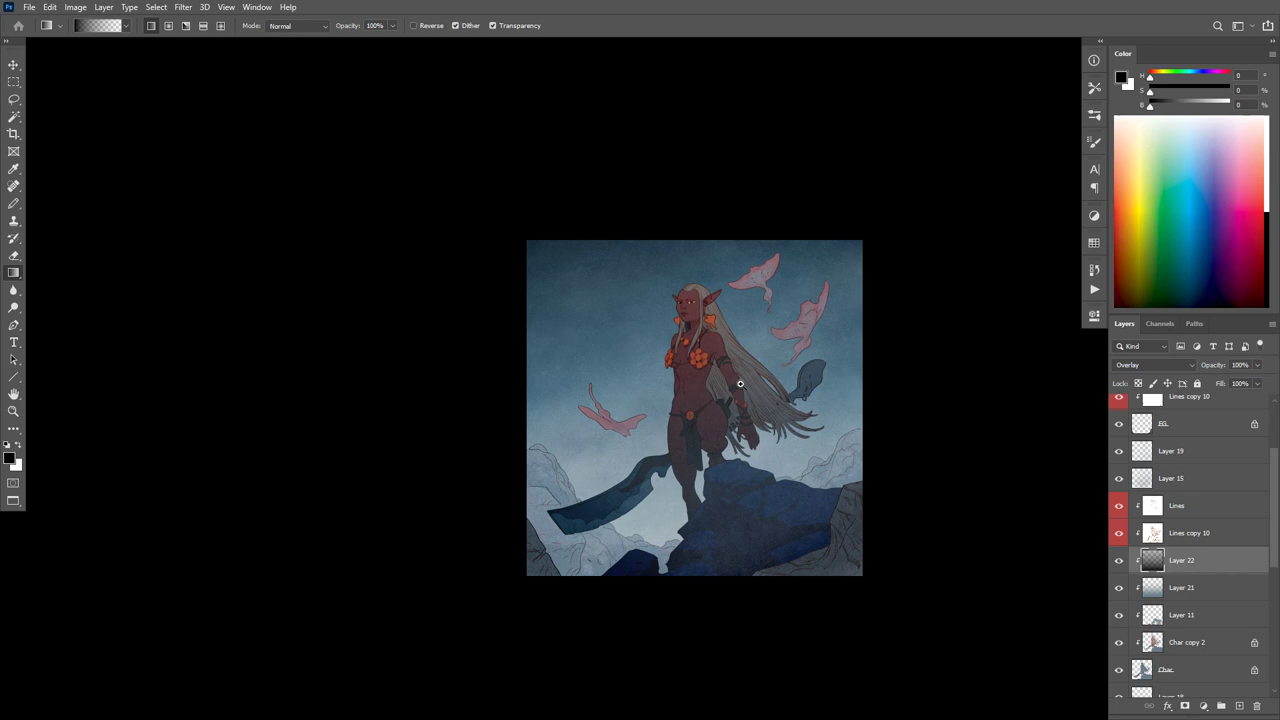 Ps File Edit Image Layer Type Select Filter 3D View Window Help
Mode: Normal Opacity: 100% Reverse Dither Transparency
Color
H 0 °
S 0 %
B 0 %
Layers Channels Paths
Kind
Overlay Opacity: 100%
Lock: Fill: 100%
Lines copy 10
FG
Layer 19
Layer 15
Lines
Lines copy 10
Layer 22
Layer 21
Layer 11
Char copy 2
Char